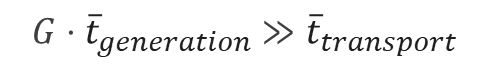 G · t̄_generation ≫ t̄_transport